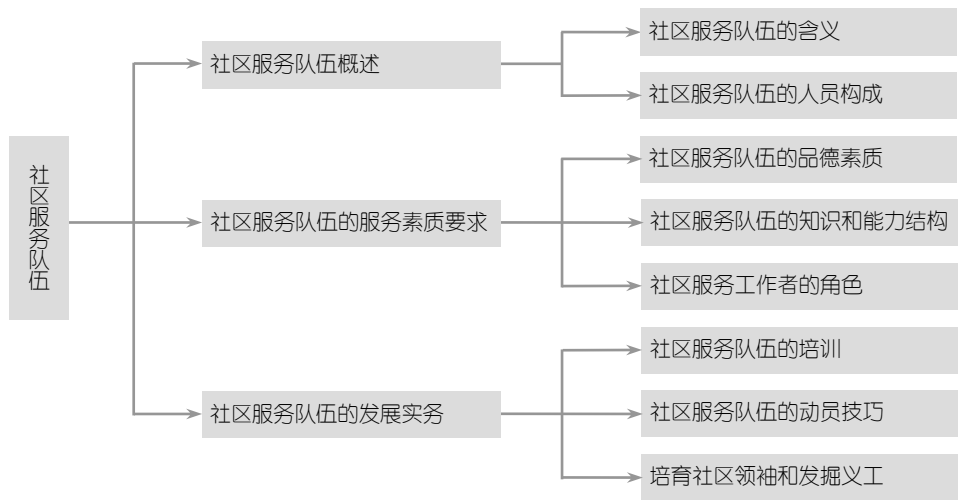 社区服务队伍
社区服务队伍概述
社区服务队伍的含义
社区服务队伍的人员构成
社区服务队伍的服务素质要求
社区服务队伍的品德素质
社区服务队伍的知识和能力结构
社区服务工作者的角色
社区服务队伍的发展实务
社区服务队伍的培训
社区服务队伍的动员技巧
培育社区领袖和发掘义工